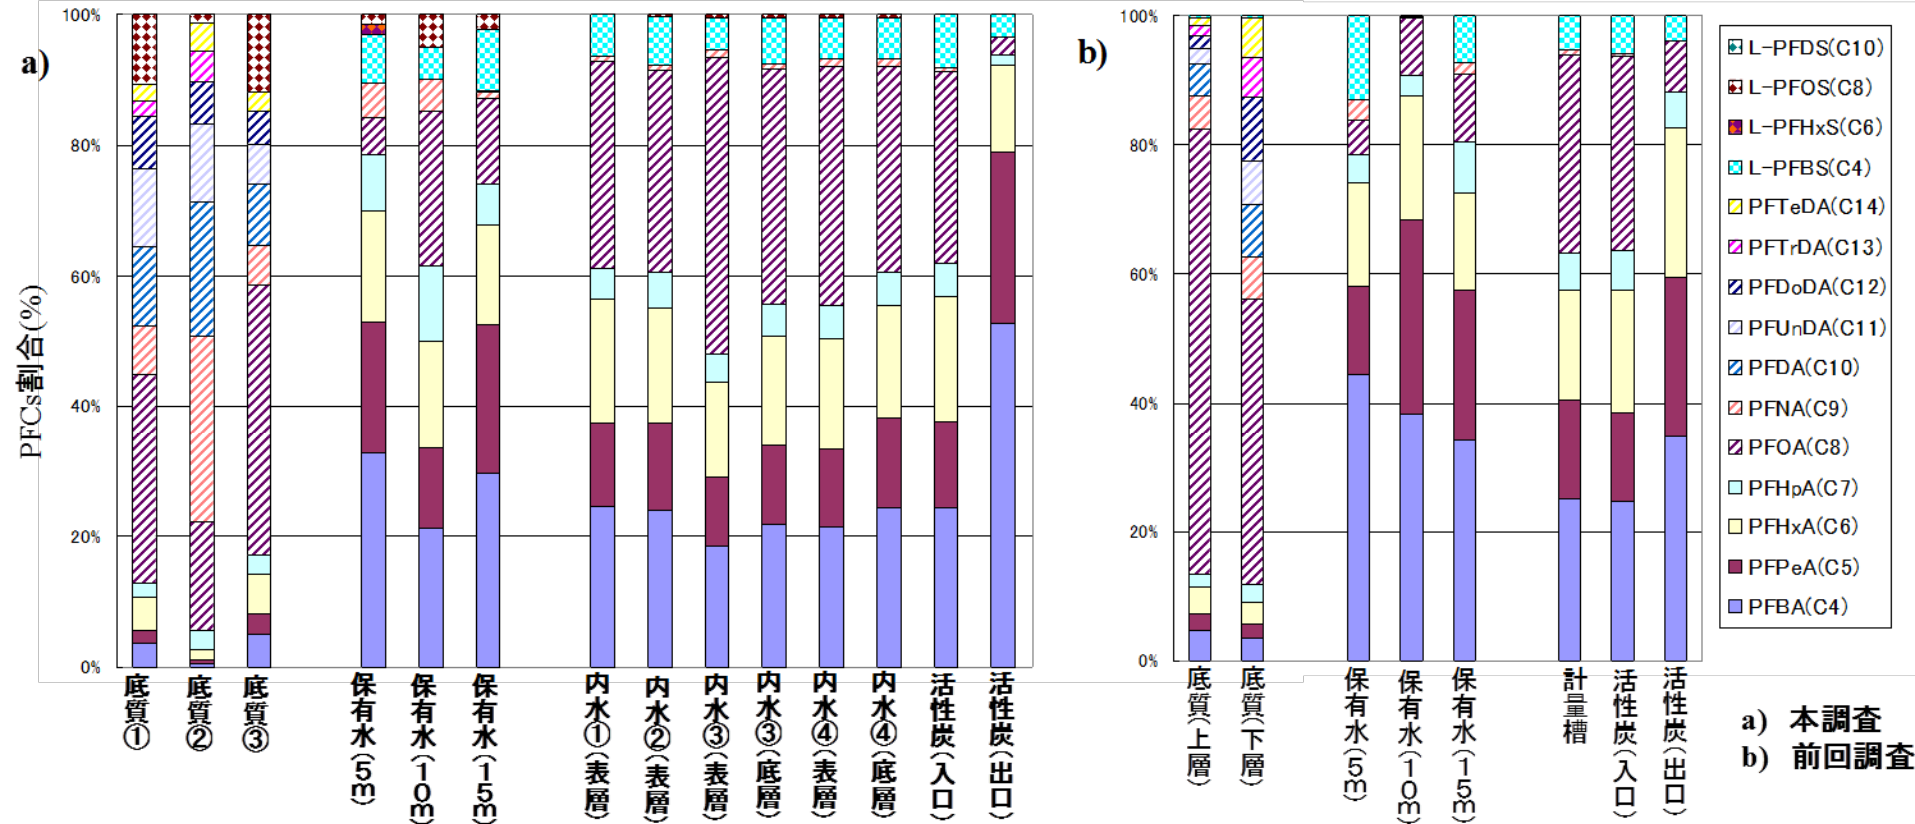 a)
PFCs割合(%)
100%
80%
60%
40%
20%
0%
底質①
底質②
底質③
保有水(5m)
保有水(10m)
保有水(15m)
内水①(表層)
内水②(表層)
内水③(表層)
内水③(底層)
内水④(表層)
内水④(底層)
活性炭(入口)
活性炭(出口)
b)
100%
80%
60%
40%
20%
0%
底質(上層)
底質(下層)
保有水(5m)
保有水(10m)
保有水(15m)
計量槽
活性炭(入口)
活性炭(出口)
L-PFDS(C10)
L-PFOS(C8)
L-PFHxS(C6)
L-PFBS(C4)
PFTeDA(C14)
PFTrDA(C13)
PFDoDA(C12)
PFUnDA(C11)
PFDA(C10)
PFNA(C9)
PFOA(C8)
PFHpA(C7)
PFHxA(C6)
PFPeA(C5)
PFBA(C4)
a) 本調査
b) 前回調査